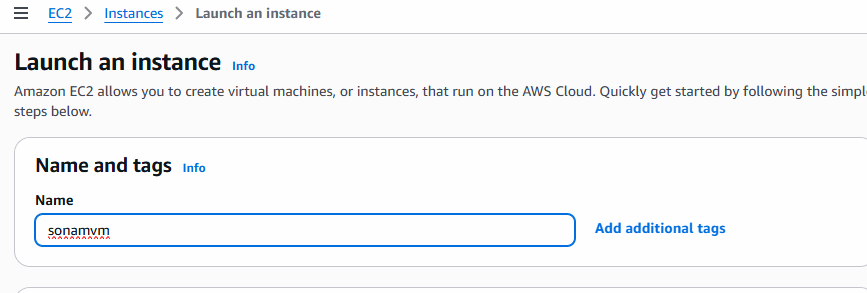 EC2 > Instances > Launch an instance
Launch an instance Info
Amazon EC2 allows you to create virtual machines, or instances, that run on the AWS Cloud. Quickly get started by following the
steps below.
Name and tags Info
Name
sonamvm Add additional tags